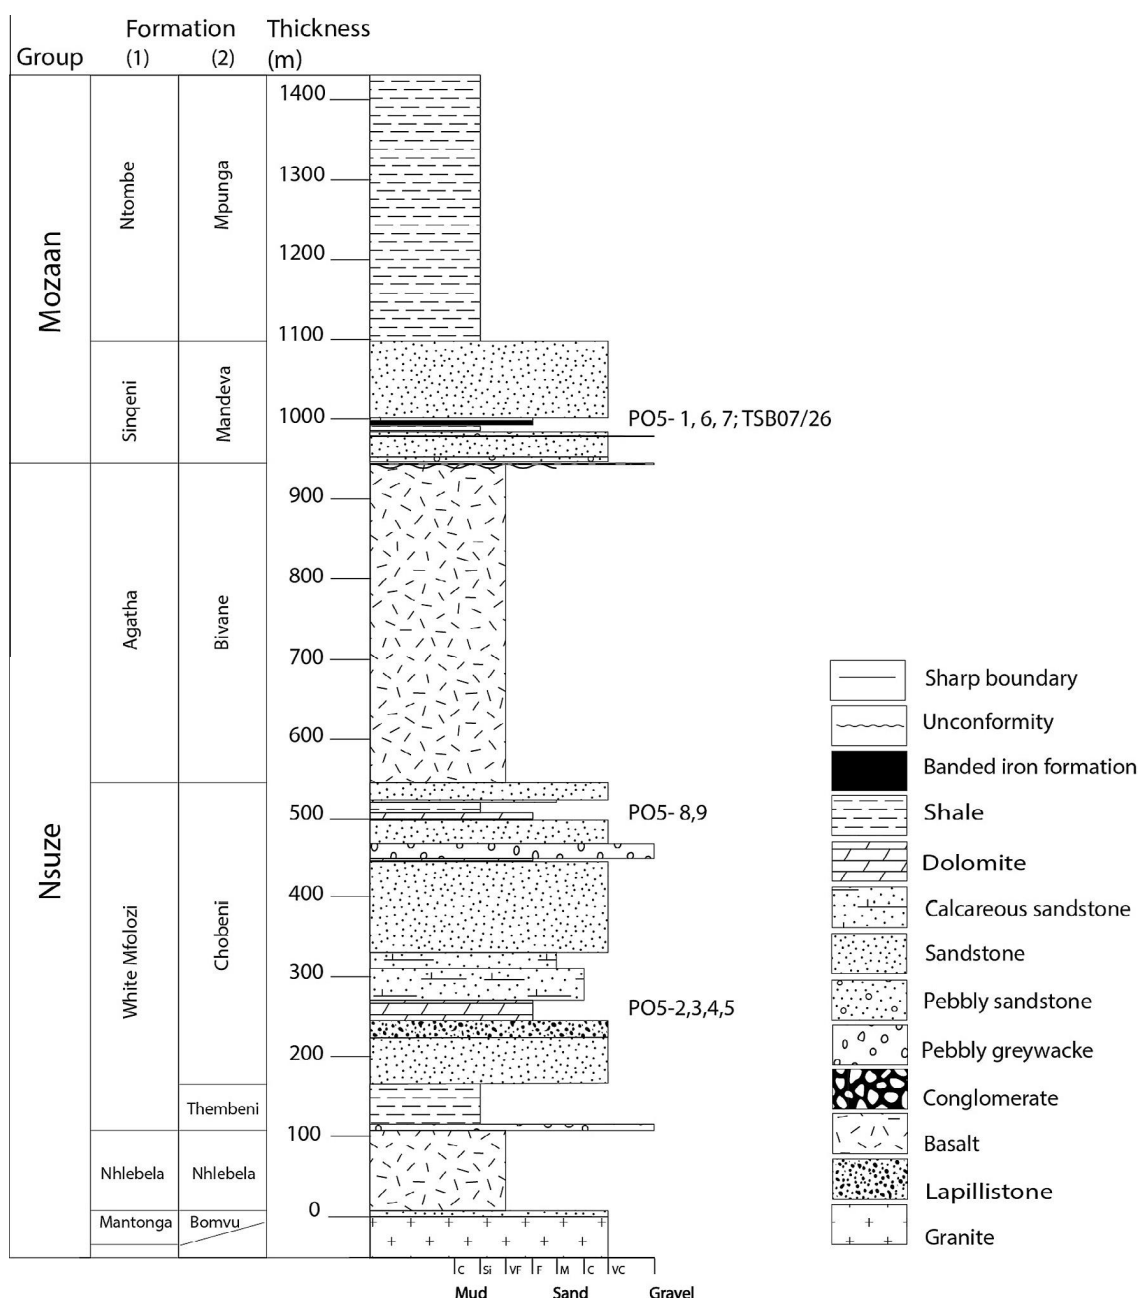 Formation Thickness
Group (1) (2) (m)
1400
1300
Ntombe Mpunga
1200
Mozaan
1100
Sinqeni Mandeva
1000 PO5- 1, 6, 7; TSB07/26
900
800
Agatha Bivane
700
600
500 PO5- 8,9
Nsuze
400
White Mfolozi Chobeni
300
PO5-2,3,4,5
200
Thembeni
100
Nhlebela Nhlebela
0
Mantonga Bomvu
C Si VF F M C VC
Mud Sand Gravel
Sharp boundary
Unconformity
Banded iron formation
Shale
Dolomite
Calcareous sandstone
Sandstone
Pebbly sandstone
Pebbly greywacke
Conglomerate
Basalt
Lapillistone
Granite